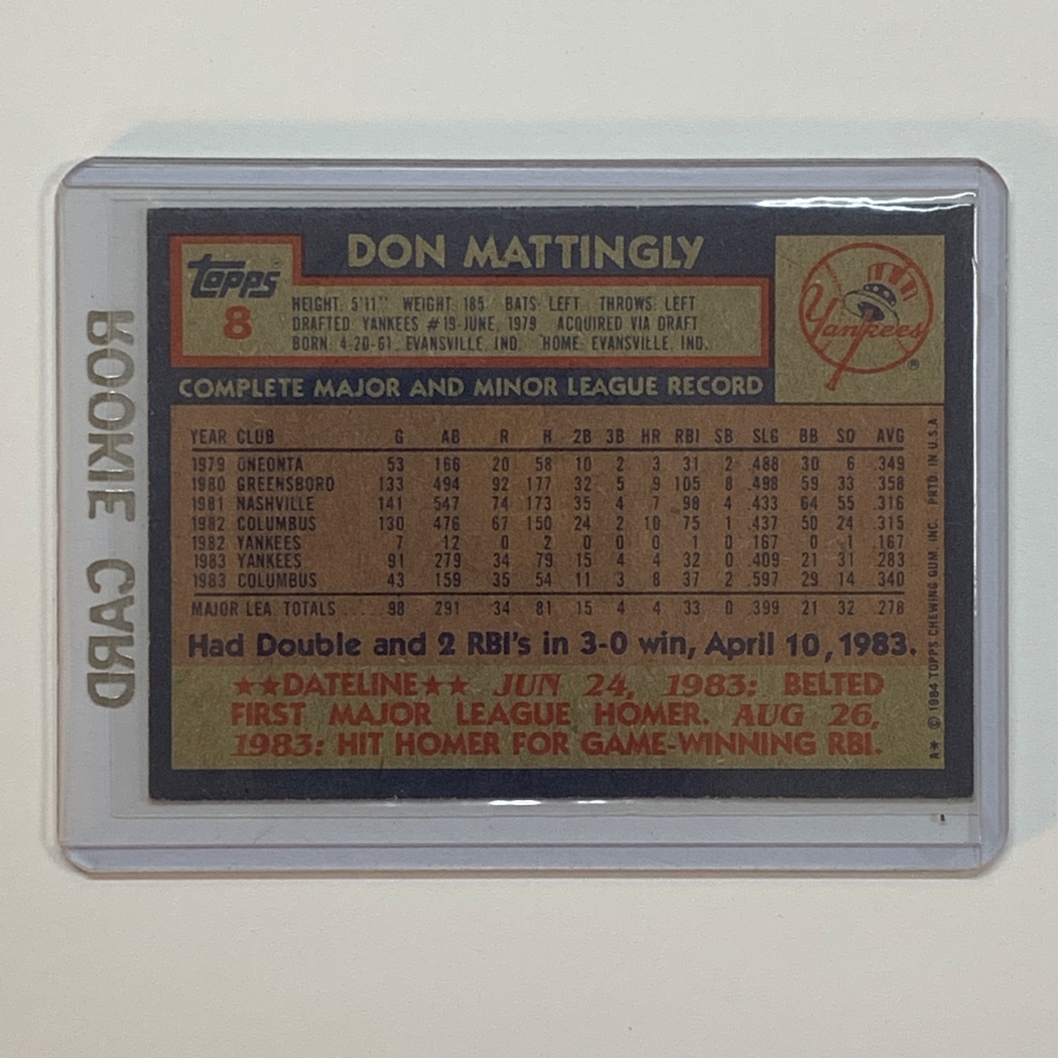 ROOKIE CARD
Topps
8
DON MATTINGLY
HEIGHT: 5'11" WEIGHT: 185 BATS: LEFT THROWS: LEFT
DRAFTED: YANKEES #19-JUNE, 1979 ACQUIRED: VIA DRAFT
BORN: 4-20-61, EVANSVILLE, IND. HOME: EVANSVILLE, IND.
Yankees
®
COMPLETE MAJOR AND MINOR LEAGUE RECORD
YEAR CLUB G AB R H 2B 3B HR RBI SB SLG BB SO AVG
1979 ONEONTA 53 166 20 58 10 2 3 31 2 .488 30 6 .349
1980 GREENSBORO 133 494 92 177 32 5 9 105 8 .498 59 33 .358
1981 NASHVILLE 141 547 74 173 35 4 7 98 4 .433 64 55 .316
1982 COLUMBUS 130 476 67 150 24 2 10 75 1 .437 50 24 .315
1982 YANKEES 7 12 0 2 0 0 0 1 0 .167 0 1 .167
1983 YANKEES 91 279 34 79 15 4 4 32 0 .409 21 31 .283
1983 COLUMBUS 43 159 35 54 11 3 8 37 2 .597 29 14 .340
MAJOR LEA. TOTALS .... 98 291 34 81 15 4 4 33 0 .399 21 32 .278
Had Double and 2 RBI's in 3-0 win, April 10, 1983.
★★DATELINE★★ JUN 24, 1983: BELTED
FIRST MAJOR LEAGUE HOMER. AUG 26,
1983: HIT HOMER FOR GAME-WINNING RBI.
A* © 1984 TOPPS CHEWING GUM, INC. PRTD. IN U.S.A.